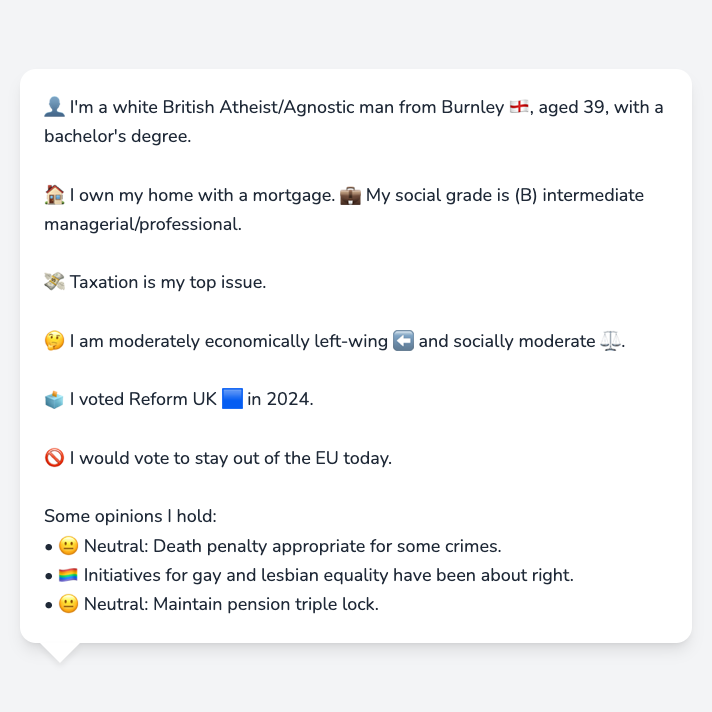 👤 I'm a white British Atheist/Agnostic man from Burnley 🏴󠁧󠁢󠁥󠁮󠁧󠁿, aged 39, with a
bachelor's degree.
🏠 I own my home with a mortgage. 💼 My social grade is (B) intermediate
managerial/professional.
💸 Taxation is my top issue.
🤔 I am moderately economically left-wing ⬅️ and socially moderate ⚖️.
🗳️ I voted Reform UK 🟦 in 2024.
🚫 I would vote to stay out of the EU today.
Some opinions I hold:
• 😐 Neutral: Death penalty appropriate for some crimes.
• 🏳️‍🌈 Initiatives for gay and lesbian equality have been about right.
• 😐 Neutral: Maintain pension triple lock.